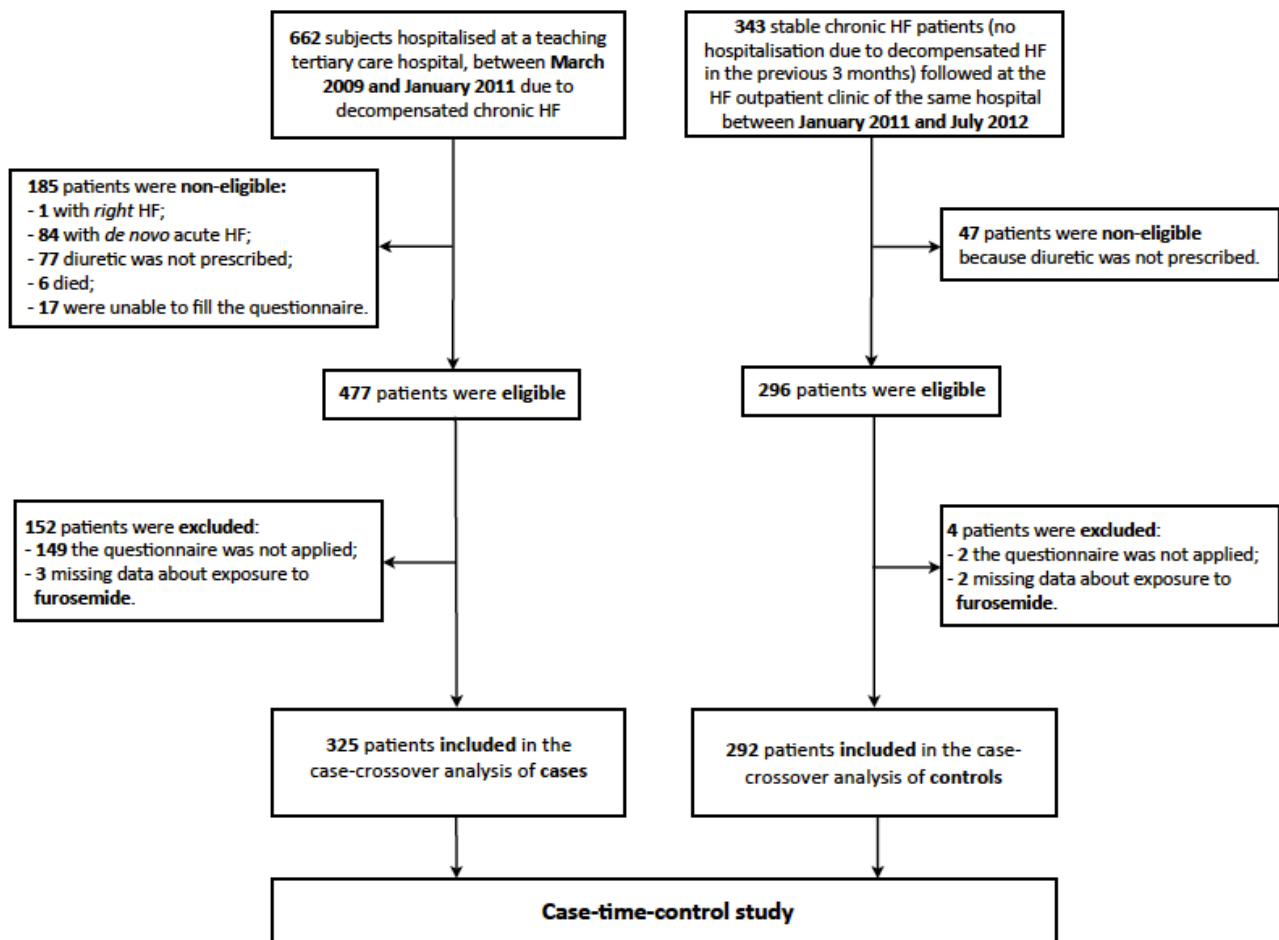 662 subjects hospitalised at a teaching
tertiary care hospital, between March
2009 and January 2011 due to
decompensated chronic HF
343 stable chronic HF patients (no
hospitalisation due to decompensated HF
in the previous 3 months) followed at the
HF outpatient clinic of the same hospital
between January 2011 and July 2012
185 patients were non-eligible:
- 1 with right HF;
- 84 with de novo acute HF;
- 77 diuretic was not prescribed;
- 6 died;
- 17 were unable to fill the questionnaire.
47 patients were non-eligible
because diuretic was not prescribed.
477 patients were eligible
296 patients were eligible
152 patients were excluded:
- 149 the questionnaire was not applied;
- 3 missing data about exposure to
furosemide.
4 patients were excluded:
- 2 the questionnaire was not applied;
- 2 missing data about exposure to
furosemide.
325 patients included in the
case-crossover analysis of cases
292 patients included in the case-
crossover analysis of controls
Case-time-control study